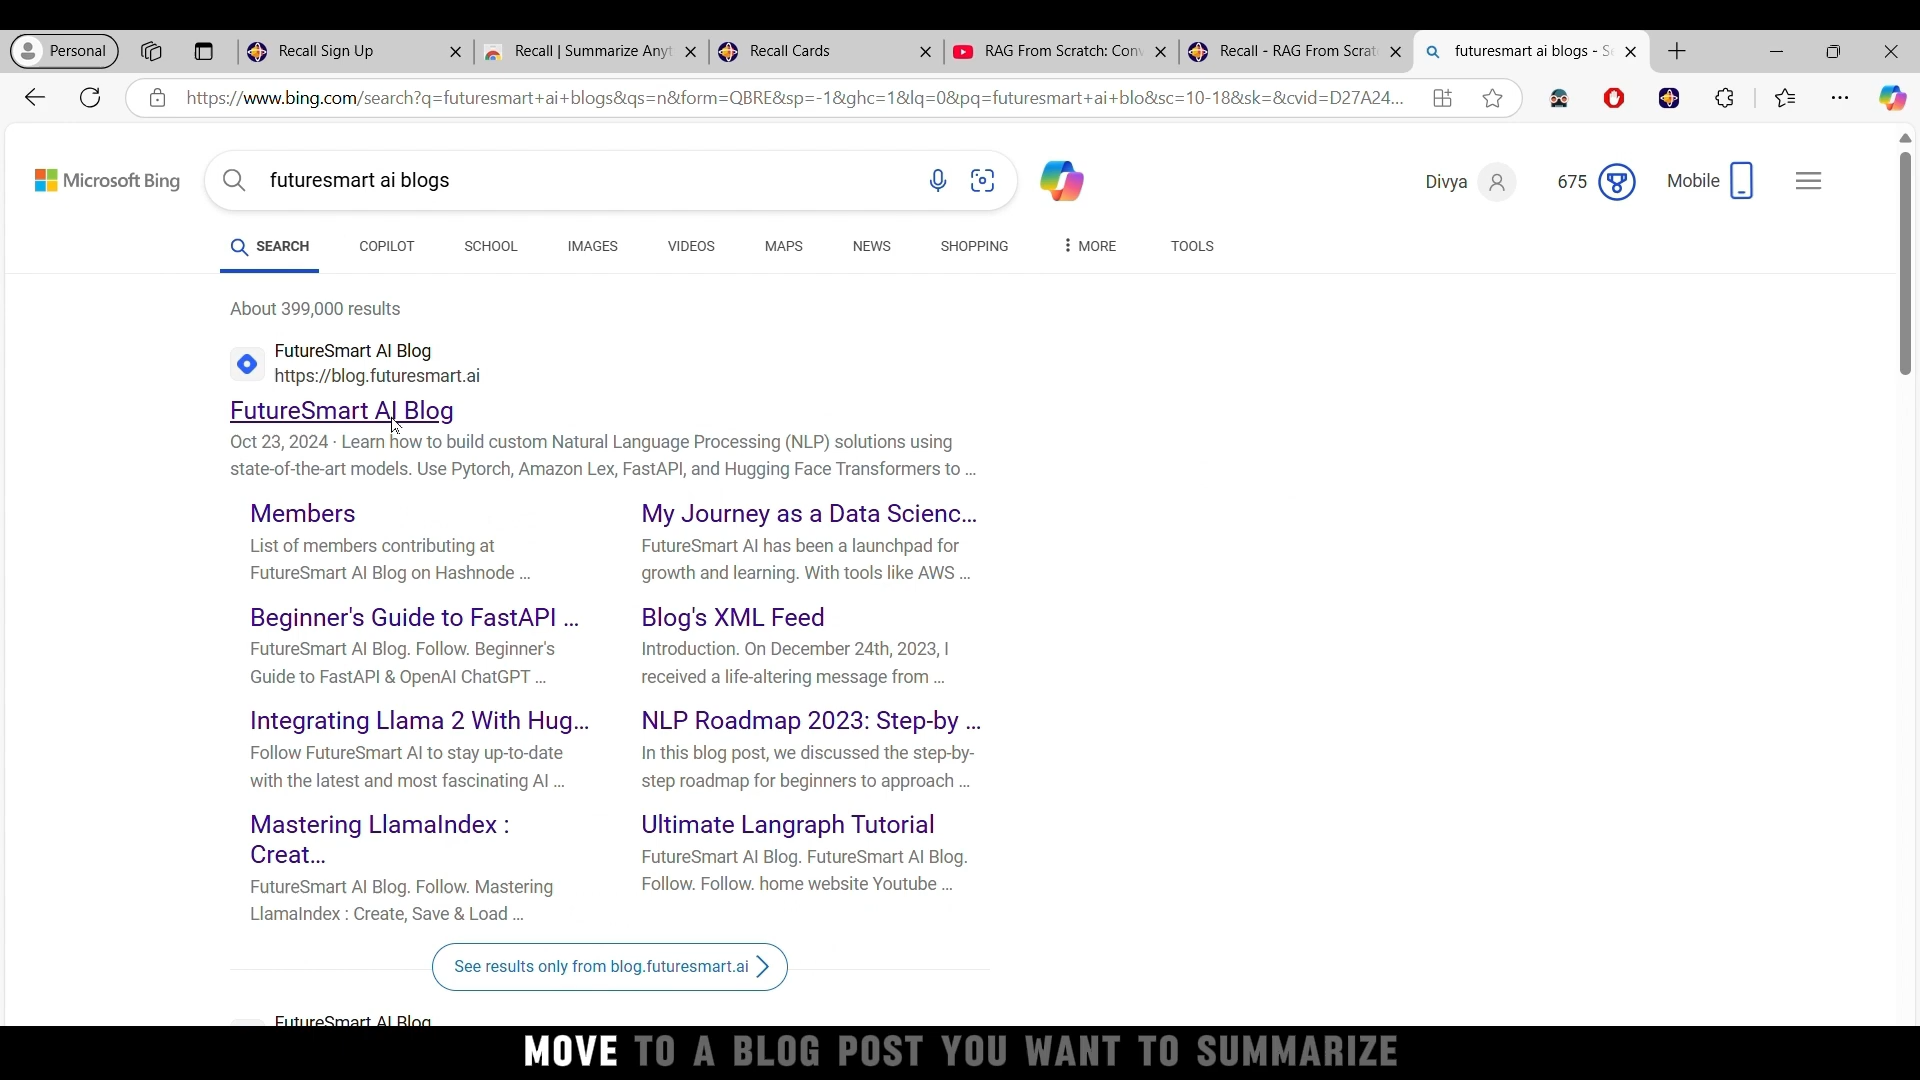 Personal
Recall Sign Up
Recall | Summarize Anyt
Recall Cards
RAG From Scratch: Con
Recall - RAG From Scrat
futuresmart ai blogs - S
https://www.bing.com/search?q=futuresmart+ai+blogs&qs=n&form=QBRE&sp=-1&ghc=1&lq=0&pq=futuresmart+ai+blo&sc=10-18&sk=&cvid=D27A24...
Microsoft Bing
futuresmart ai blogs
Divya
675
Mobile
SEARCH
COPILOT
SCHOOL
IMAGES
VIDEOS
MAPS
NEWS
SHOPPING
MORE
TOOLS
About 399,000 results
FutureSmart AI Blog
https://blog.futuresmart.ai
FutureSmart AI Blog
Oct 23, 2024 · Learn how to build custom Natural Language Processing (NLP) solutions using
state-of-the-art models. Use Pytorch, Amazon Lex, FastAPI, and Hugging Face Transformers to ...
Members
List of members contributing at
FutureSmart AI Blog on Hashnode ...
My Journey as a Data Scienc...
FutureSmart AI has been a launchpad for
growth and learning. With tools like AWS ...
Beginner's Guide to FastAPI ...
FutureSmart AI Blog. Follow. Beginner's
Guide to FastAPI & OpenAI ChatGPT ...
Blog's XML Feed
Introduction. On December 24th, 2023, I
received a life-altering message from ...
Integrating Llama 2 With Hug...
Follow FutureSmart AI to stay up-to-date
with the latest and most fascinating AI ...
NLP Roadmap 2023: Step-by ...
In this blog post, we discussed the step-by-
step roadmap for beginners to approach ...
Mastering LlamaIndex :
Creat...
FutureSmart AI Blog. Follow. Mastering
LlamaIndex : Create, Save & Load ...
Ultimate Langraph Tutorial
FutureSmart AI Blog. FutureSmart AI Blog.
Follow. Follow. home website Youtube ...
See results only from blog.futuresmart.ai
FutureSmart AI Blog
MOVE TO A BLOG POST YOU WANT TO SUMMARIZE